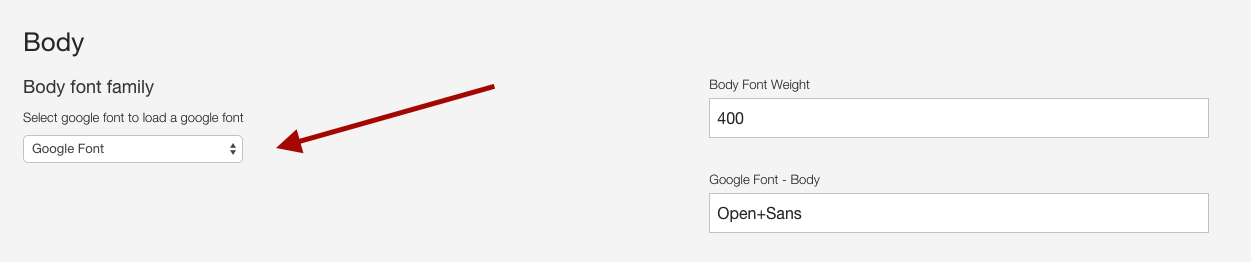 Body
Body font family
Select google font to load a google font
Google Font
Body Font Weight
400
Google Font - Body
Open+Sans